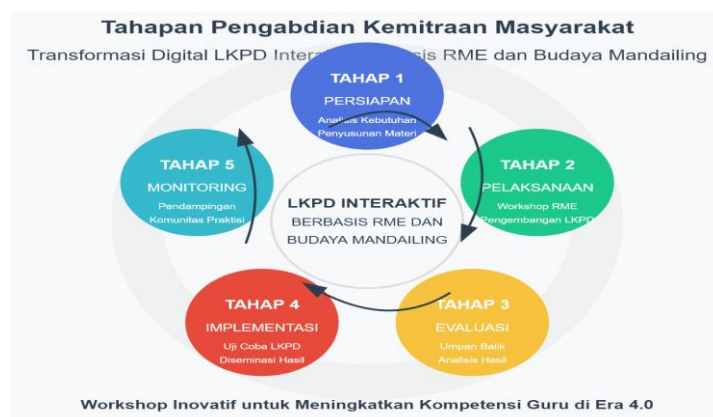 Tahapan Pengabdian Kemitraan Masyarakat
Transformasi Digital LKPD Inter sis RME dan Budaya Mandailing
TAHAP 1
PERSIAPAN
Analisis Kebutuhan
Penyusunan Materi
TAHAP 2
PELAKSANAAN
Workshop RME
Pengembangan LKPD
TAHAP 3
EVALUASI
Umpan Balik
Analisis Hasil
TAHAP 4
IMPLEMENTASI
Uji Coba LKPD
Diseminasi Hasil
TAHAP 5
MONITORING
Pendampingan
Komunitas Praktisi
LKPD INTERAKTIF
BERBASIS RME DAN
BUDAYA MANDAILING
Workshop Inovatif untuk Meningkatkan Kompetensi Guru di Era 4.0